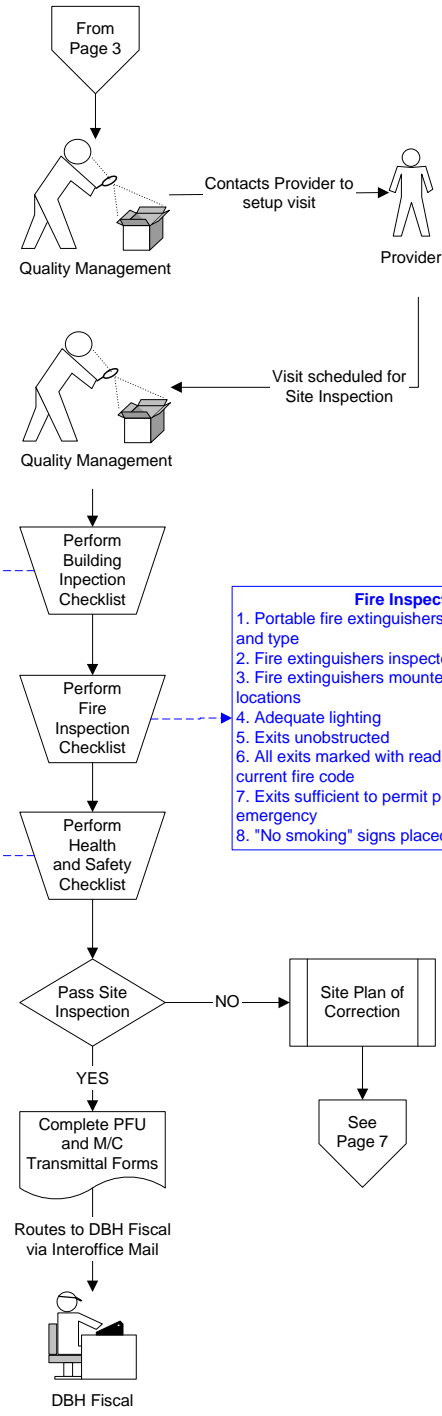 From
Page 3
Contacts Provider to
setup visit
Quality Management
Provider
Visit scheduled for
Site Inspection
Quality Management
Perform
Building
Inpection
Checklist
Perform
Fire
Inspection
Checklist
Fire Inspect
1. Portable fire extinguishers
and type
2. Fire extinguishers inspecte
3. Fire extinguishers mounte
locations
4. Adequate lighting
5. Exits unobstructed
6. All exits marked with read
current fire code
7. Exits sufficient to permit p
emergency
8. "No smoking" signs placed
Perform
Health
and Safety
Checklist
Pass Site
Inspection
NO
Site Plan of
Correction
YES
See
Page 7
Complete PFU
and M/C
Transmittal Forms
Routes to DBH Fiscal
via Interoffice Mail
DBH Fiscal